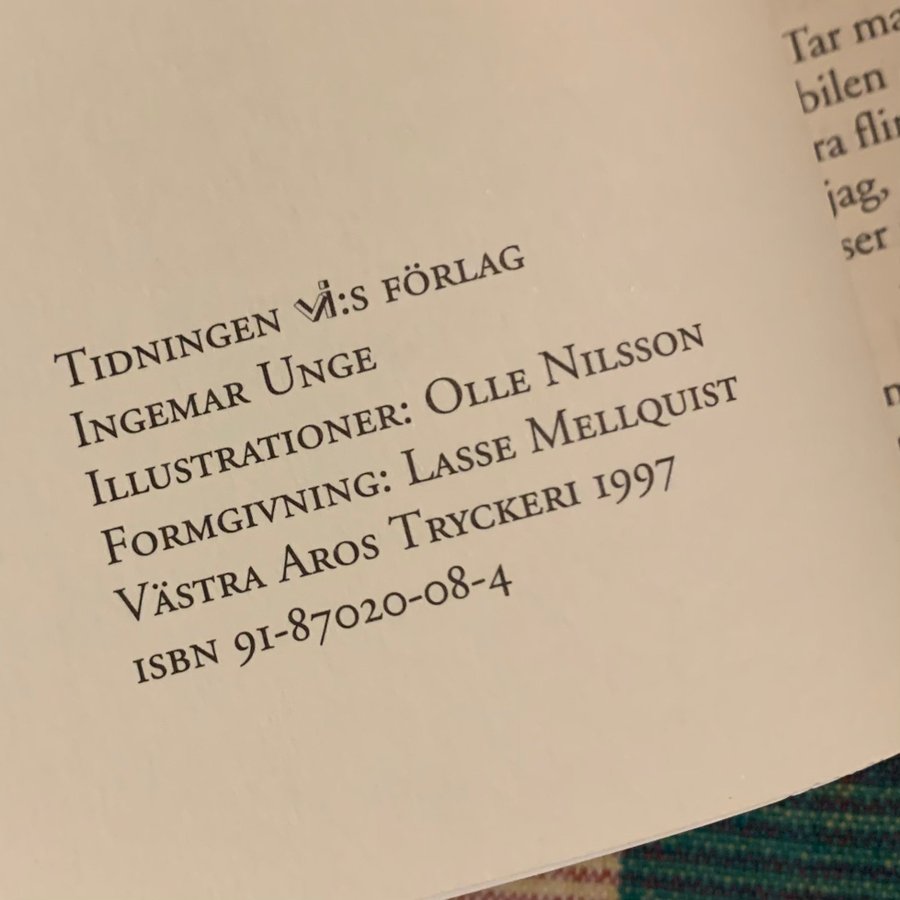 Tidningen Vi:s förlag
Ingemar Unge
Illustrationer: Olle Nilsson
Formgivning: Lasse Mellquist
Västra Aros Tryckeri 1997
ISBN 91-87020-08-4
Tar
bilen
jag,